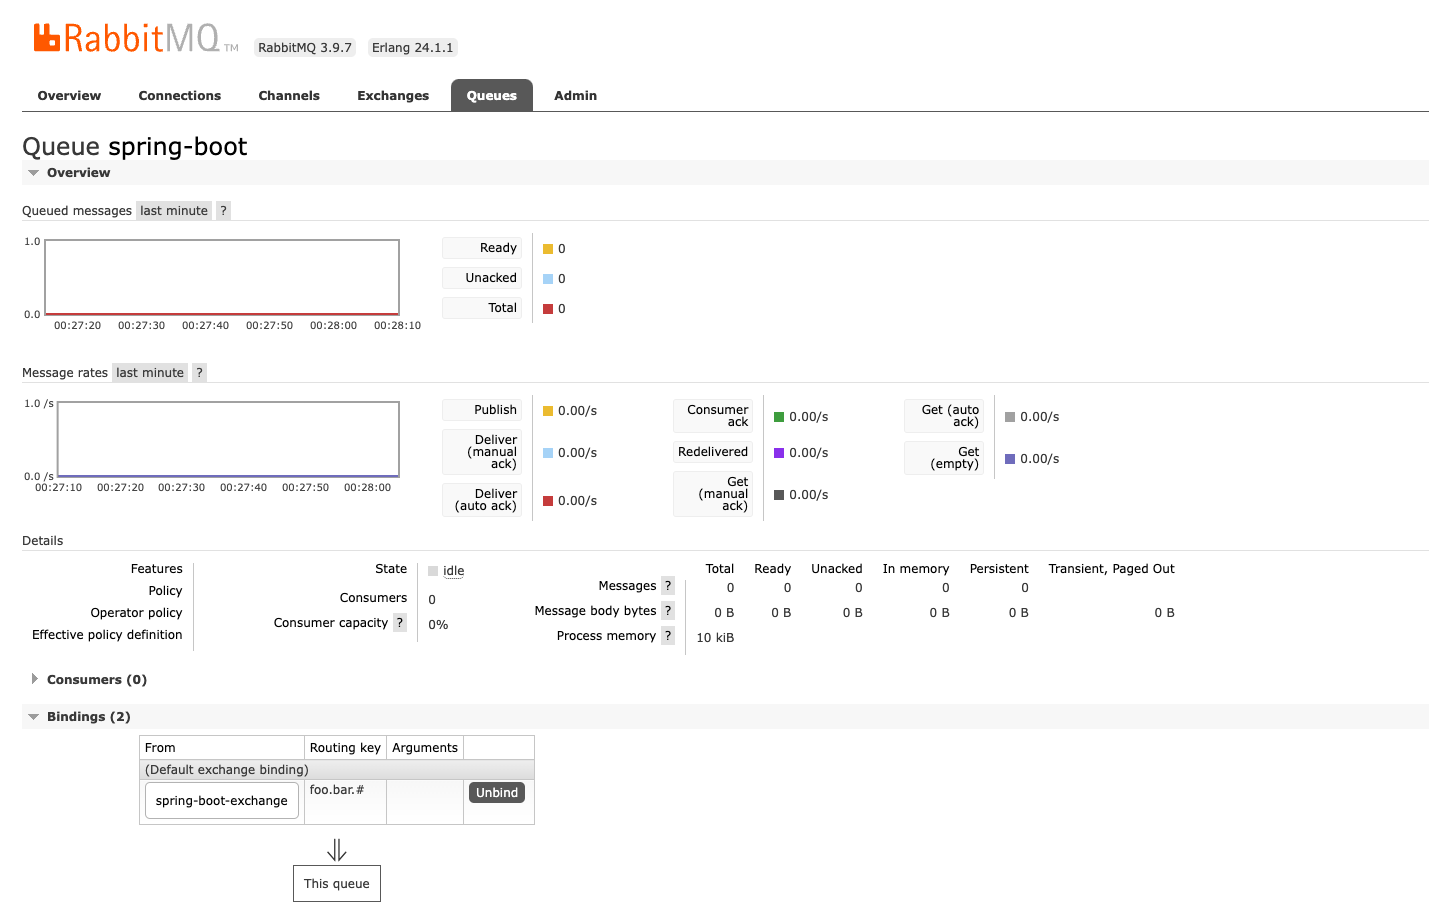 RabbitMQ TM RabbitMQ 3.9.7 Erlang 24.1.1
Overview Connections Channels Exchanges Queues Admin
Queue spring-boot
Overview
Queued messages last minute ?
1.0
0.0
00:27:20 00:27:30 00:27:40 00:27:50 00:28:00 00:28:10
Ready 0
Unacked 0
Total 0
Message rates last minute ?
1.0 /s
0.0 /s
00:27:10 00:27:20 00:27:30 00:27:40 00:27:50 00:28:00
Publish 0.00/s
Deliver
(manual 0.00/s
ack)
Deliver
(auto ack) 0.00/s
Consumer
ack 0.00/s
Redelivered 0.00/s
Get
(manual 0.00/s
ack)
Get (auto
ack) 0.00/s
Get
(empty) 0.00/s
Details
Features
Policy
Operator policy
Effective policy definition
State idle
Consumers 0
Consumer capacity ? 0%
Total Ready Unacked In memory Persistent Transient, Paged Out
Messages ? 0 0 0 0 0
Message body bytes ? 0 B 0 B 0 B 0 B 0 B 0 B
Process memory ? 10 kiB
Consumers (0)
Bindings (2)
From Routing key Arguments
(Default exchange binding)
spring-boot-exchange foo.bar.# Unbind
⇓
This queue